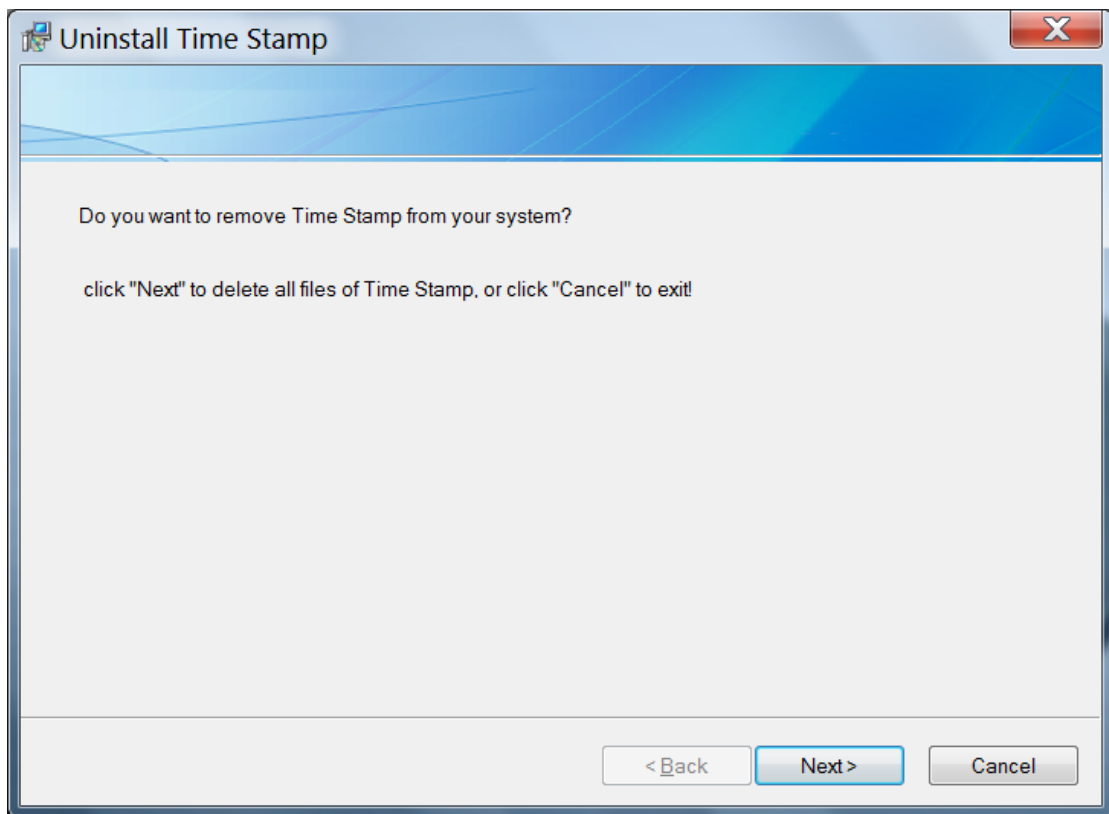 Uninstall Time Stamp
Do you want to remove Time Stamp from your system?
click "Next" to delete all files of Time Stamp, or click "Cancel" to exit!
< Back
Next >
Cancel